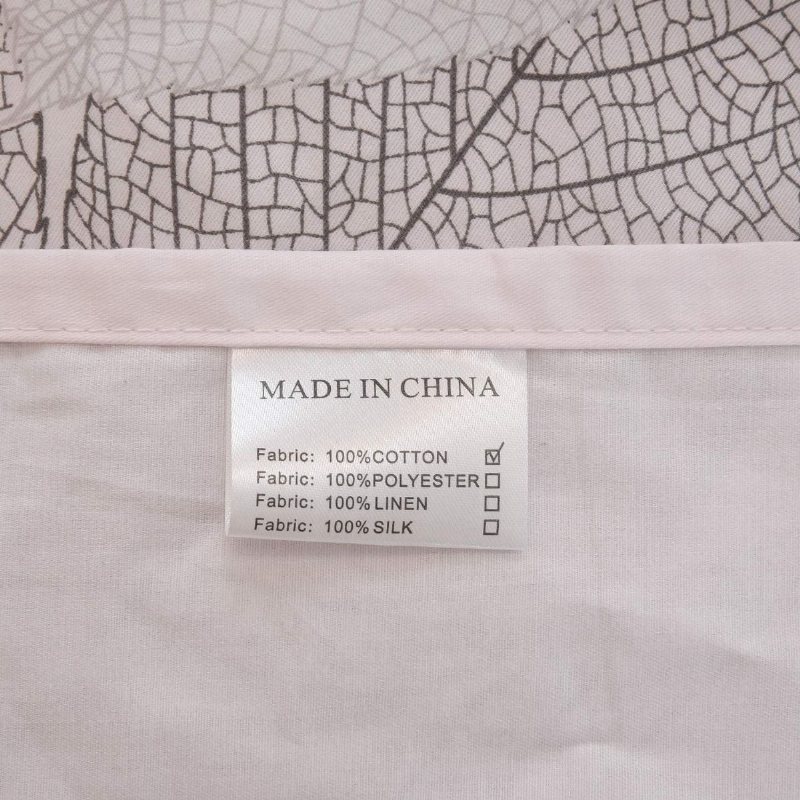 MADE IN CHINA
Fabric: 100%COTTON ☑
Fabric: 100%POLYESTER ☐
Fabric: 100%LINEN ☐
Fabric: 100%SILK ☐